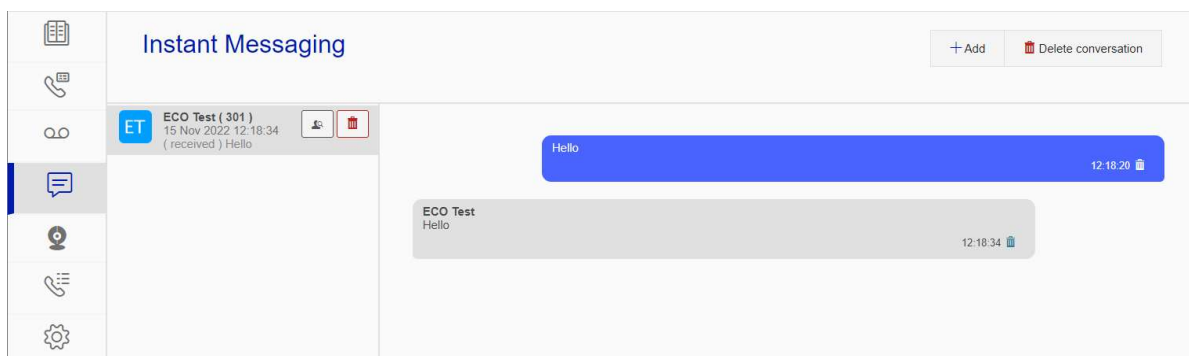 Instant Messaging
+ Add
Delete conversation
ET
ECO Test ( 301 )
15 Nov 2022 12:18:34
( received ) Hello
Hello
12:18:20
ECO Test
Hello
12:18:34